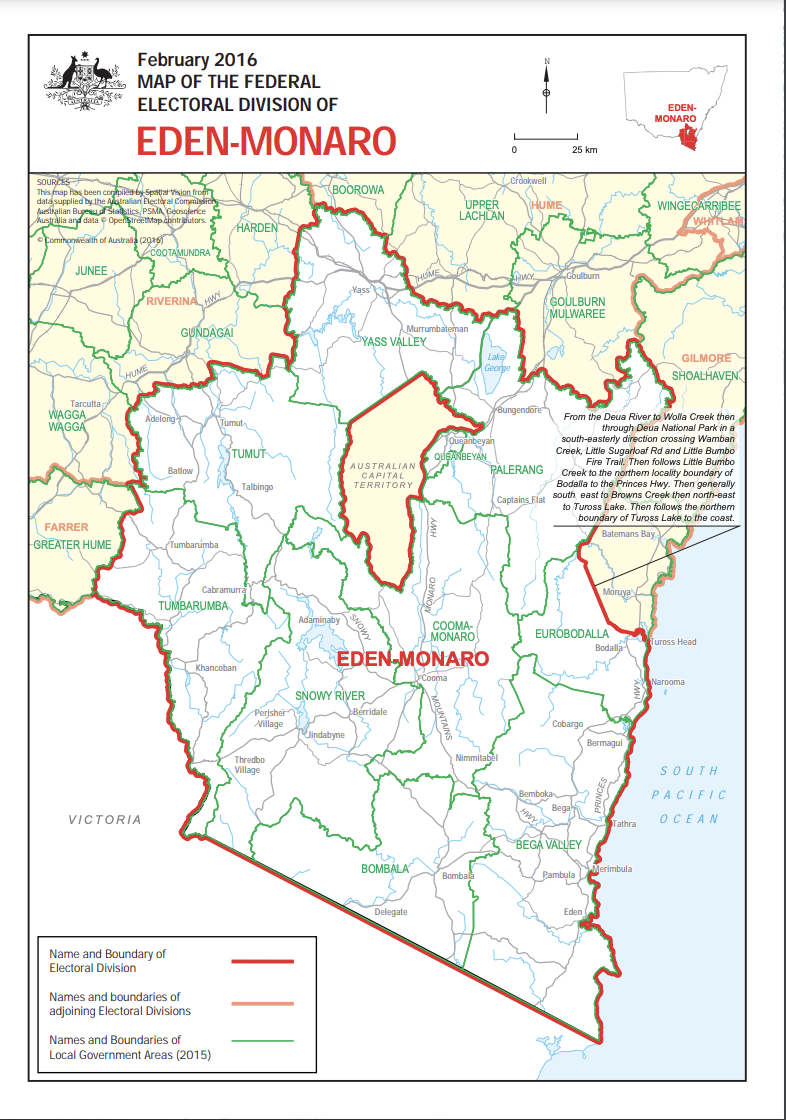 February 2016
MAP OF THE FEDERAL
ELECTORAL DIVISION OF
EDEN-MONARO
AUSTRALIA
N
0 25 km
EDEN-
MONARO
SOURCES
This map has been compiled by Spatial Vision from
data supplied by the Australian Electoral Commission,
Australian Bureau of Statistics, PSMA, Geoscience
Australia and data © OpenStreetMap contributors.
© Commonwealth of Australia (2016)
BOOROWA
Crookwell
UPPER
LACHLAN
HUME
WINGECARRIBEE
WHITLAM
HARDEN
COOTAMUNDRA
JUNEE
HUME
HWY
Goulburn
Yass
RIVERINA
HWY
GOULBURN
MULWAREE
GUNDAGAI
Murrumbateman
YASS VALLEY
Lake
George
GILMORE
SHOALHAVEN
HUME
Tarcutta
WAGGA
WAGGA
Adelong
Tumut
Bungendore
From the Deua River to Wolla Creek then
through Deua National Park in a
south-easterly direction crossing Wamban
Creek, Little Sugarloaf Rd and Little Bumbo
Fire Trail. Then follows Little Bumbo
Creek to the northern locality boundary of
Bodalla to the Princes Hwy. Then generally
south east to Browns Creek then north-east
to Tuross Lake. Then follows the northern
boundary of Tuross Lake to the coast.
Queanbeyan
QUEANBEYAN
TUMUT
Batlow
AUSTRALIAN
CAPITAL
TERRITORY
PALERANG
Talbingo
Captains Flat
FARRER
GREATER HUME
HWY
Batemans Bay
Tumbarumba
Cabramurra
MONARO
Moruya
TUMBARUMBA
Adaminaby
SNOWY
COOMA-
MONARO
EUROBODALLA
Bodalla
Tuross Head
EDEN-MONARO
Khancoban
Cooma
HWY
Narooma
SNOWY RIVER
Perisher
Village
Berridale
MOUNTAINS
Cobargo
Jindabyne
Bermagui
Thredbo
Village
Nimmitabel
SOUTH
PACIFIC
OCEAN
PRINCES
Bemboka
Bega
HWY
VICTORIA
Tathra
BEGA VALLEY
BOMBALA
Bombala
Pambula
Merimbula
Delegate
Eden
Name and Boundary of
Electoral Division
Names and boundaries of
adjoining Electoral Divisions
Names and Boundaries of
Local Government Areas (2015)